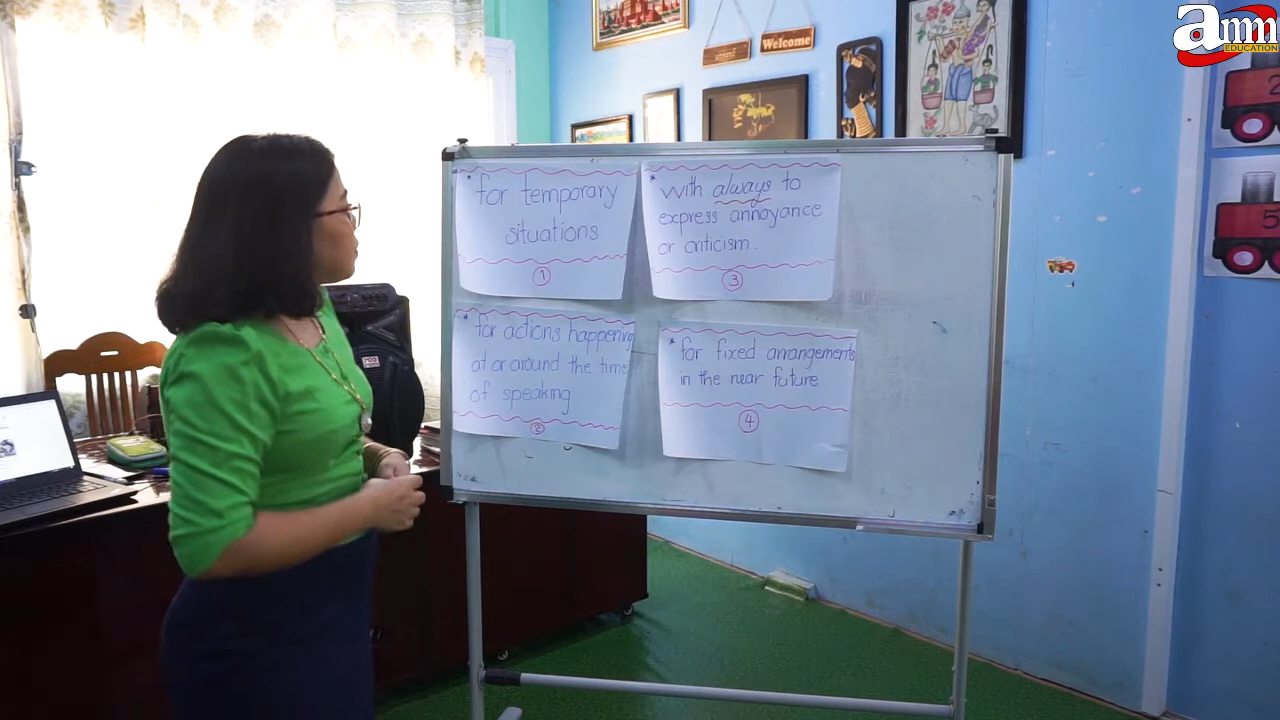 amn
EDUCATION
Welcome
* for temporary
situations
1
* with always to
express annoyance
or criticism.
3
* for actions happening
at or around the time
of speaking
2
* for fixed arrangements
in the near future
4
2
5